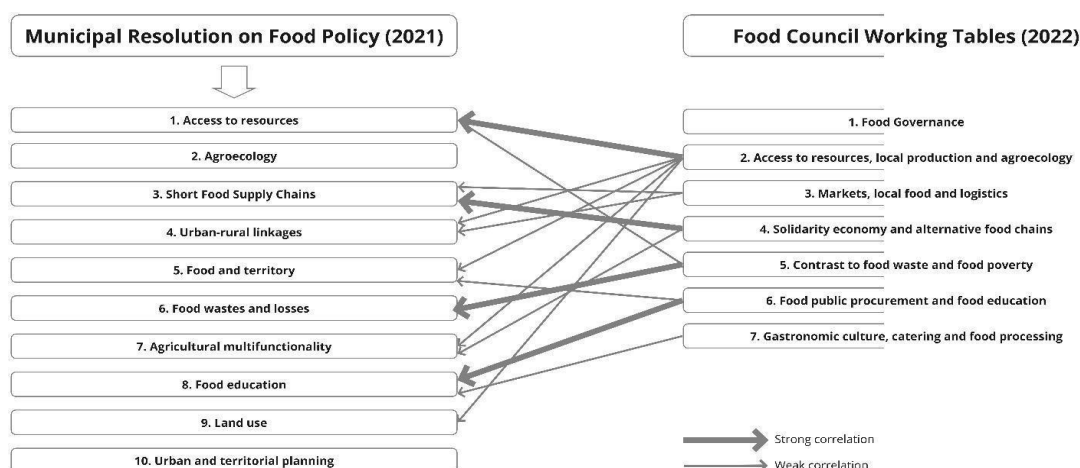 Municipal Resolution on Food Policy (2021)
1. Access to resources
2. Agroecology
3. Short Food Supply Chains
4. Urban-rural linkages
5. Food and territory
6. Food wastes and losses
7. Agricultural multifunctionality
8. Food education
9. Land use
10. Urban and territorial planning
Food Council Working Tables (2022)
1. Food Governance
2. Access to resources, local production and agroecology
3. Markets, local food and logistics
4. Solidarity economy and alternative food chains
5. Contrast to food waste and food poverty
6. Food public procurement and food education
7. Gastronomic culture, catering and food processing
Strong correlation
Weak correlation